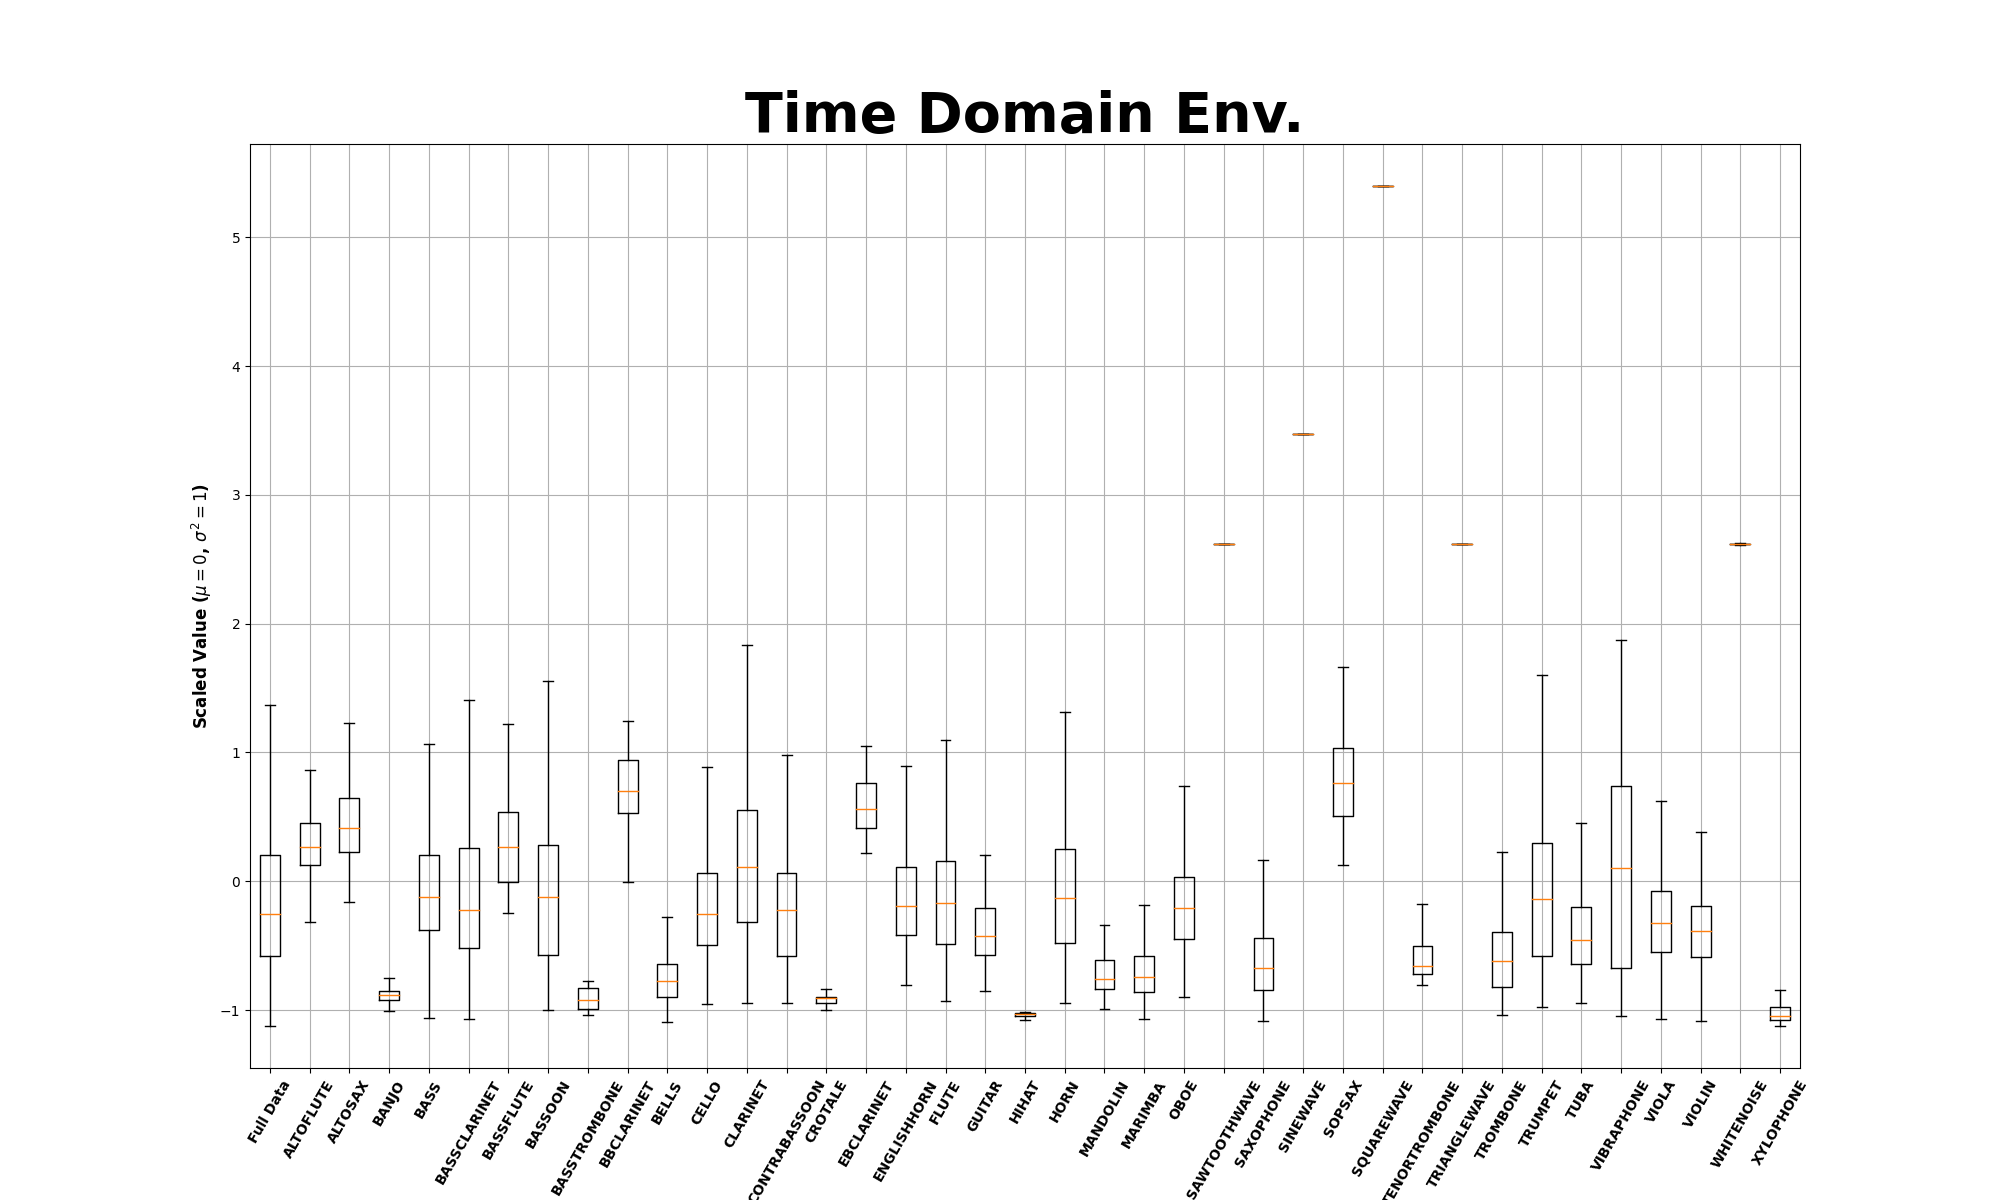 Time Domain Env.
Scaled Value (μ = 0, σ² = 1)
5
4
3
2
1
0
−1
Full Data
ALTOFLUTE
ALTOSAX
BANJO
BASS
BASSCLARINET
BASSFLUTE
BASSOON
BASSTROMBONE
BBCLARINET
BELLS
CELLO
CLARINET
CONTRABASSOON
CROTALE
EBCLARINET
ENGLISHHORN
FLUTE
GUITAR
HIHAT
HORN
MANDOLIN
MARIMBA
OBOE
SAWTOOTHWAVE
SAXOPHONE
SINEWAVE
SOPSAX
SQUAREWAVE
TENORTROMBONE
TRIANGLEWAVE
TROMBONE
TRUMPET
TUBA
VIBRAPHONE
VIOLA
VIOLIN
WHITENOISE
XYLOPHONE